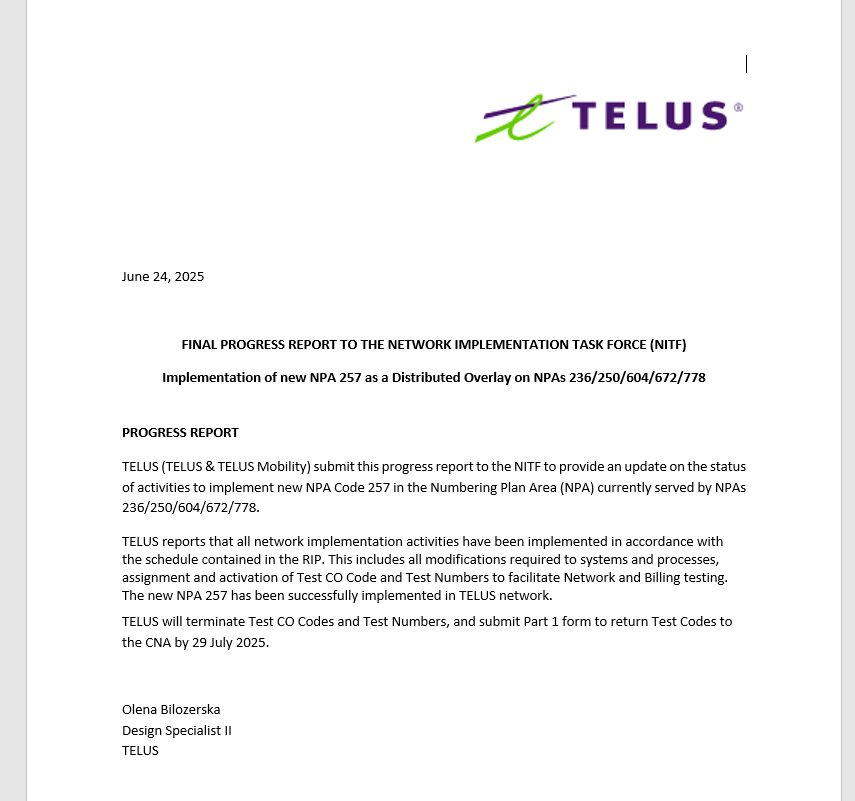 TELUS®
June 24, 2025
FINAL PROGRESS REPORT TO THE NETWORK IMPLEMENTATION TASK FORCE (NITF)
Implementation of new NPA 257 as a Distributed Overlay on NPAs 236/250/604/672/778
PROGRESS REPORT
TELUS (TELUS & TELUS Mobility) submit this progress report to the NITF to provide an update on the status
of activities to implement new NPA Code 257 in the Numbering Plan Area (NPA) currently served by NPAs
236/250/604/672/778.
TELUS reports that all network implementation activities have been implemented in accordance with
the schedule contained in the RIP. This includes all modifications required to systems and processes,
assignment and activation of Test CO Code and Test Numbers to facilitate Network and Billing testing.
The new NPA 257 has been successfully implemented in TELUS network.
TELUS will terminate Test CO Codes and Test Numbers, and submit Part 1 form to return Test Codes to
the CNA by 29 July 2025.
Olena Bilozerska
Design Specialist II
TELUS